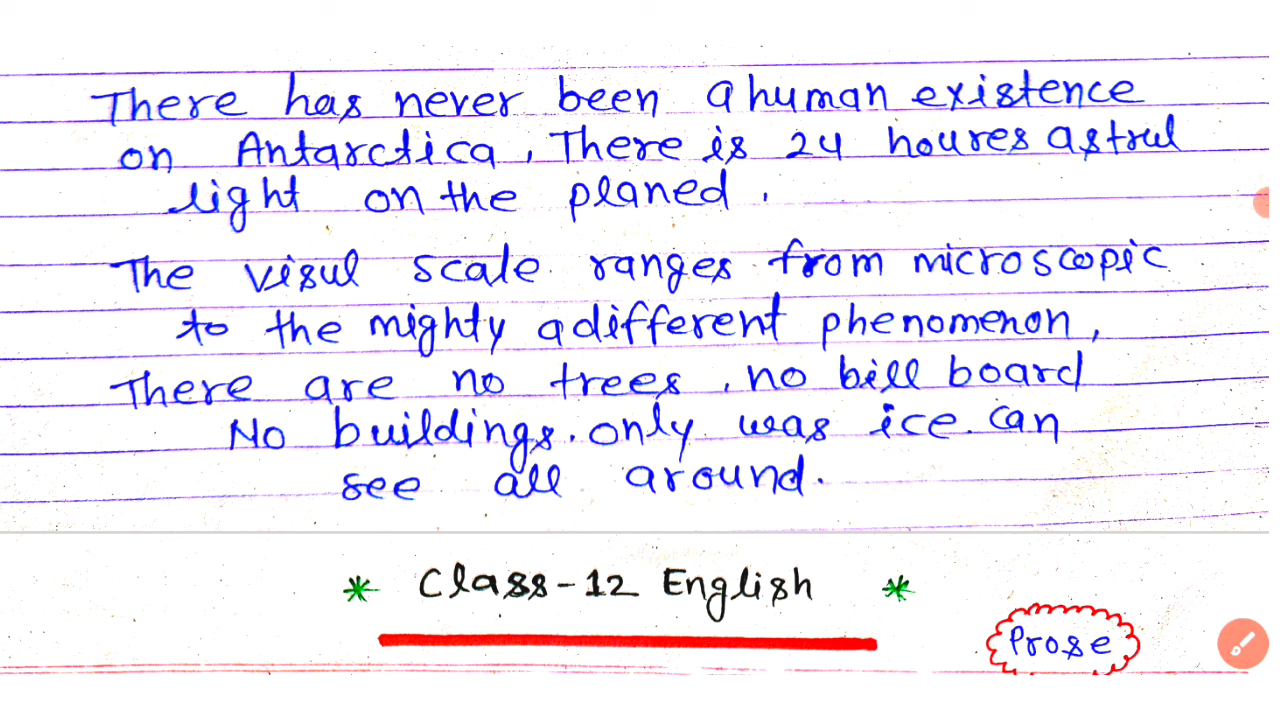 There has never been a human existence
on Antarctica, There is 24 houres astrul
light on the planed.
The visul scale ranges from microscopic
to the mighty a different phenomenon,
There are no trees, no bill board
No buildings. only was ice. can
see all around.
* Class-12 English *
Prose